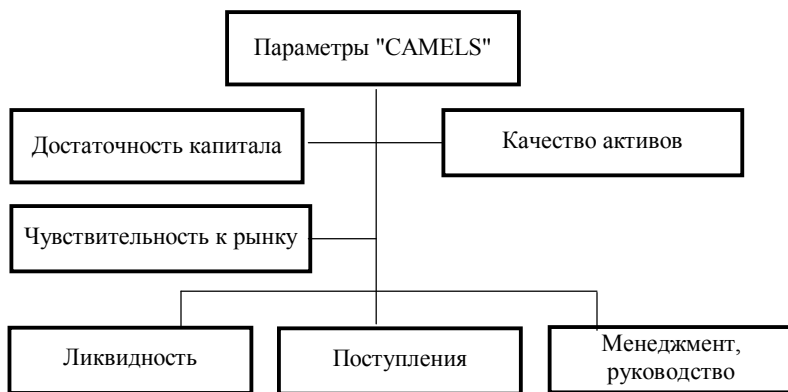 Параметры "CAMELS"
Достаточность капитала
Качество активов
Чувствительность к рынку
Ликвидность
Поступления
Менеджмент,
руководство